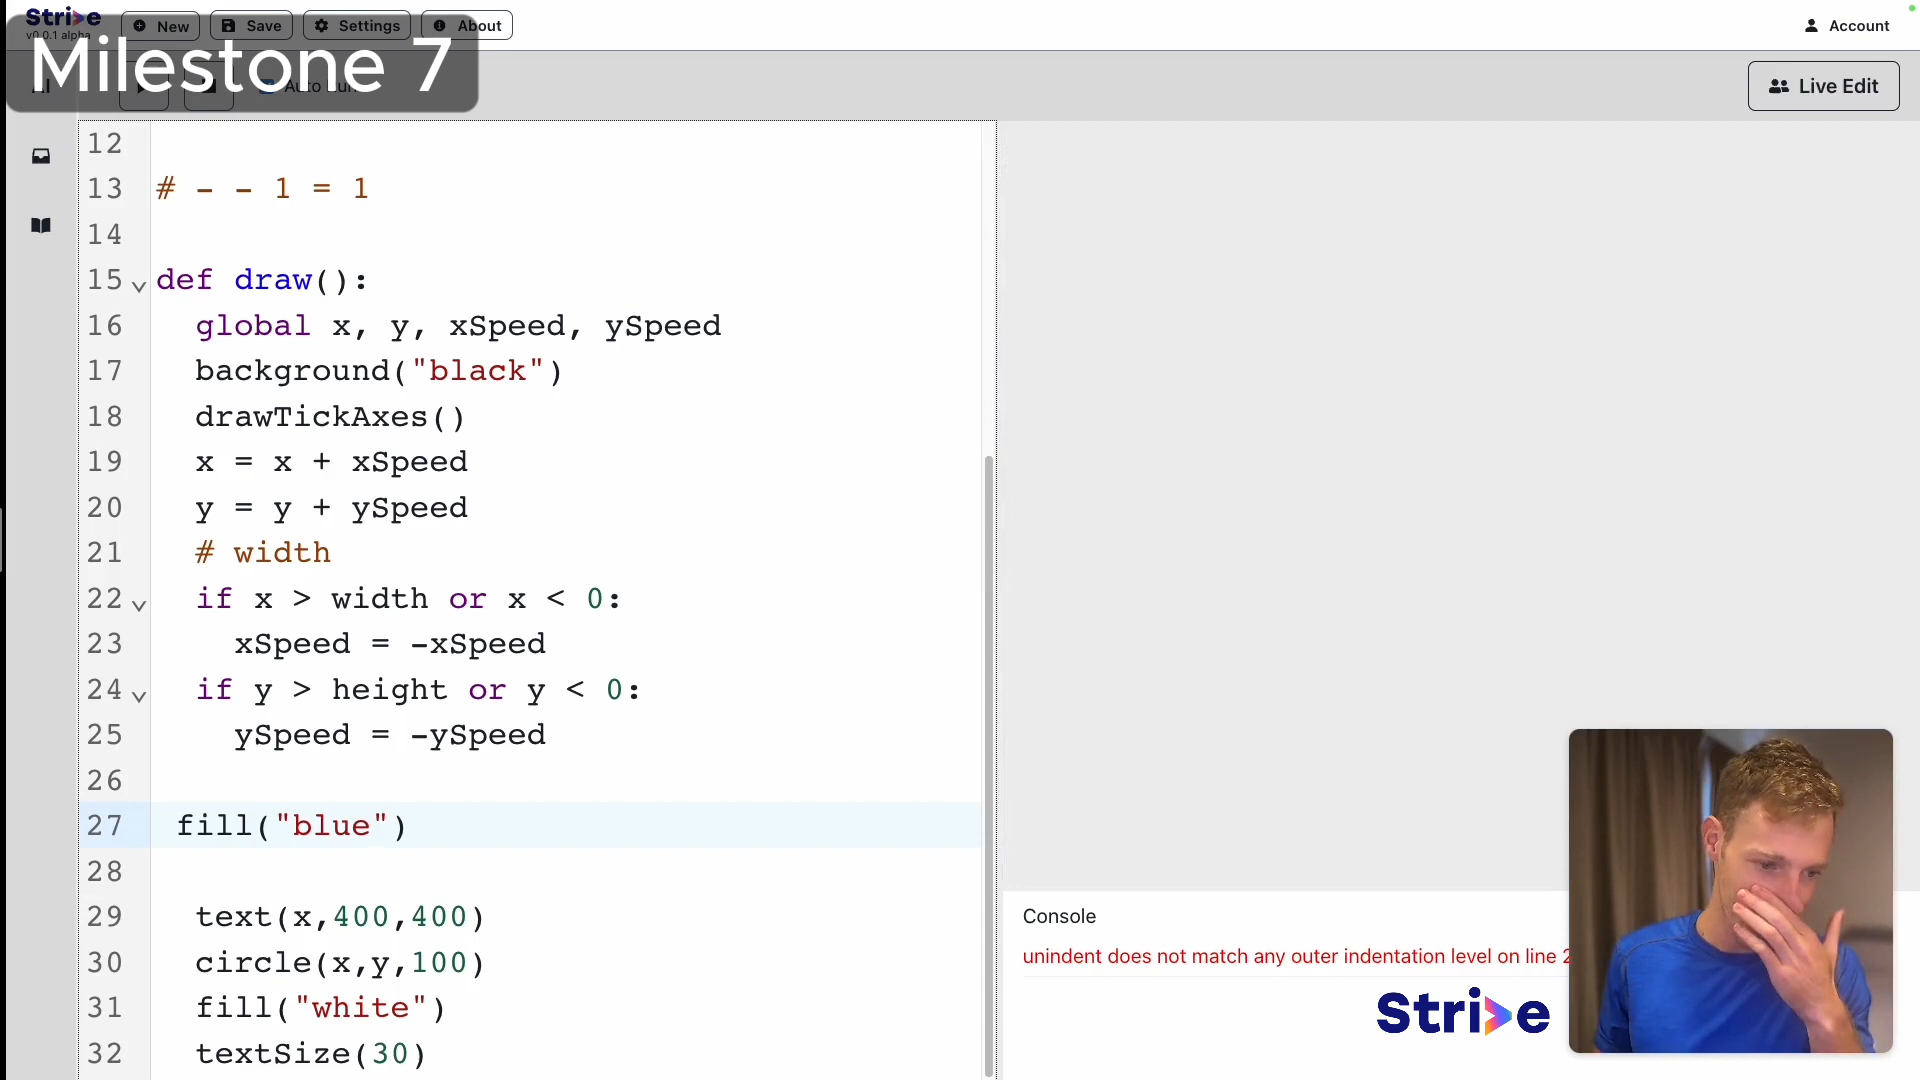 Stride
New
Save
Settings
About
Account
v0.0.1 alpha
Milestone 7
Auto Run
Live Edit
12
13 # - - 1 = 1
14
15 def draw():
16 global x, y, xSpeed, ySpeed
17 background("black")
18 drawTickAxes()
19 x = x + xSpeed
20 y = y + ySpeed
21 # width
22 if x > width or x < 0:
23 xSpeed = -xSpeed
24 if y > height or y < 0:
25 ySpeed = -ySpeed
26
27 fill("blue")
28
29 text(x,400,400)
30 circle(x,y,100)
31 fill("white")
32 textSize(30)
Console
unindent does not match any outer indentation level on line
Strive